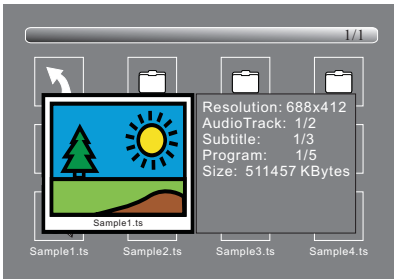 1/1
Resolution: 688x412
AudioTrack: 1/2
Subtitle: 1/3
Program: 1/5
Size: 511457 KBytes
Sample1.ts
Sample1.ts Sample2.ts Sample3.ts Sample4.ts